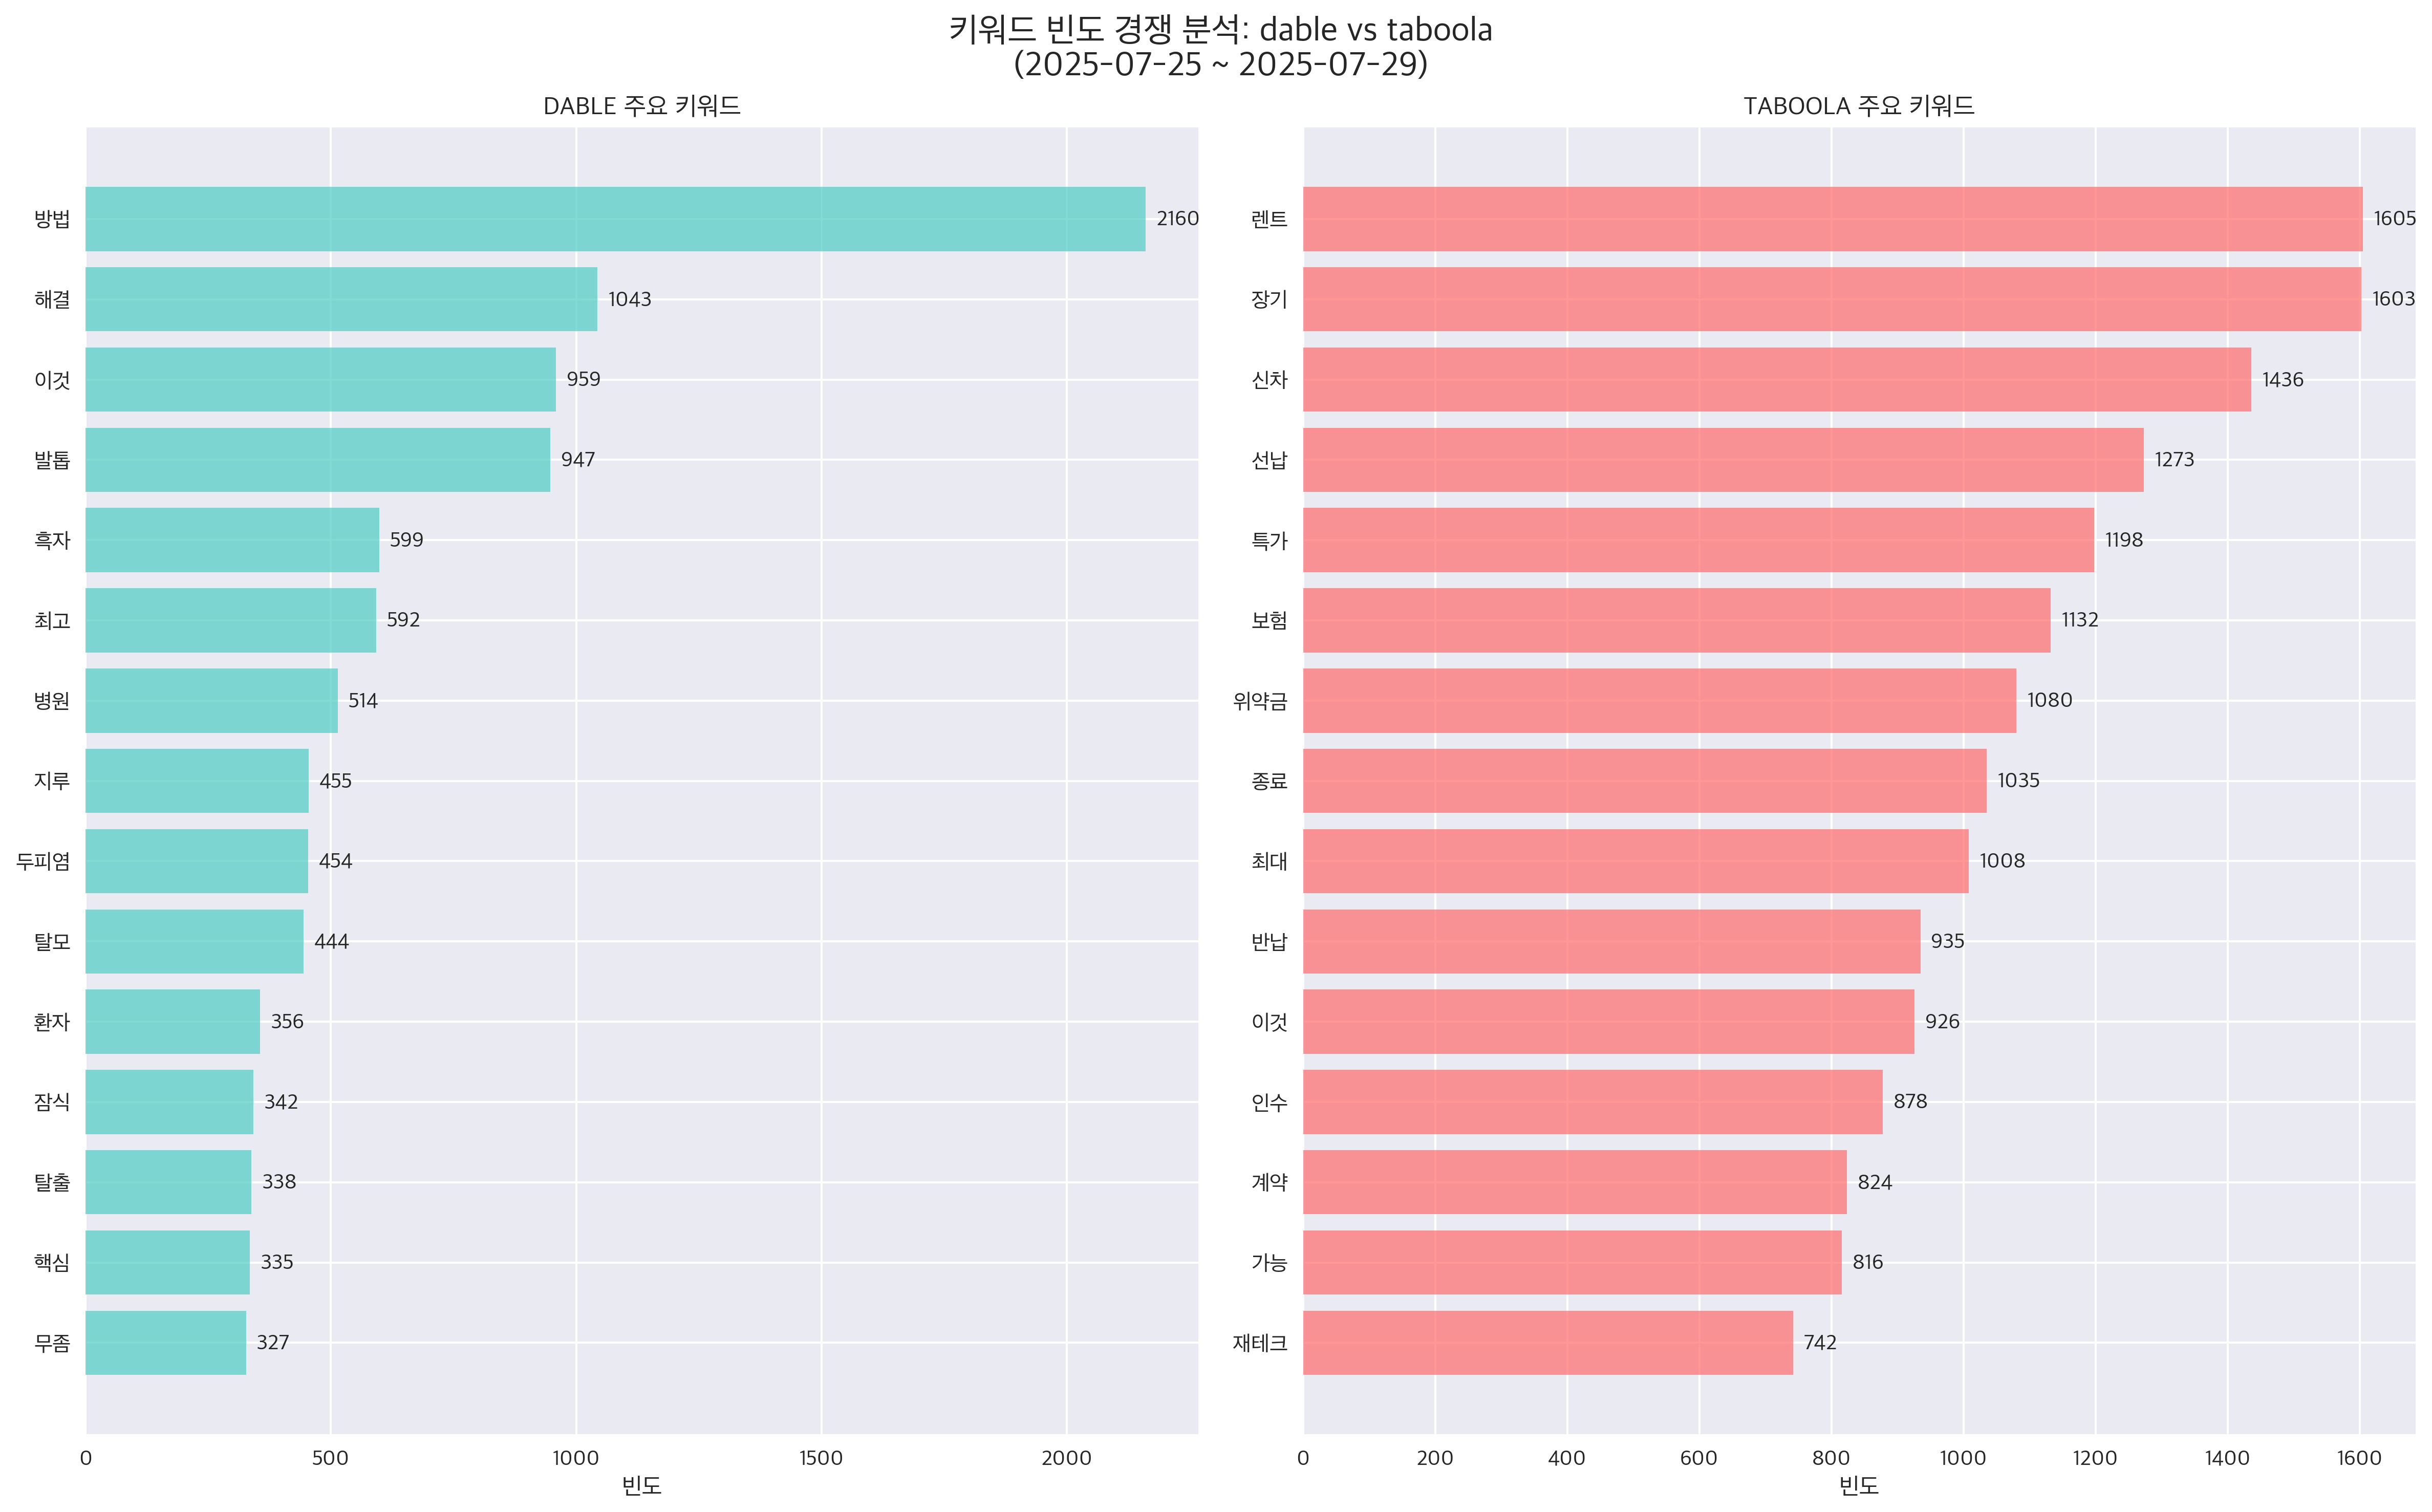 키워드 빈도 경쟁 분석: dable vs taboola
(2025-07-25 ~ 2025-07-29)
DABLE 주요 키워드
방법 2160
해결 1043
이것 959
발톱 947
흑자 599
최고 592
병원 514
지루 455
두피염 454
탈모 444
환자 356
잠식 342
탈출 338
핵심 335
무좀 327
0 500 1000 1500 2000
빈도
TABOOLA 주요 키워드
렌트 1605
장기 1603
신차 1436
선납 1273
특가 1198
보험 1132
위약금 1080
종료 1035
최대 1008
반납 935
이것 926
인수 878
계약 824
가능 816
재테크 742
0 200 400 600 800 1000 1200 1400 1600
빈도